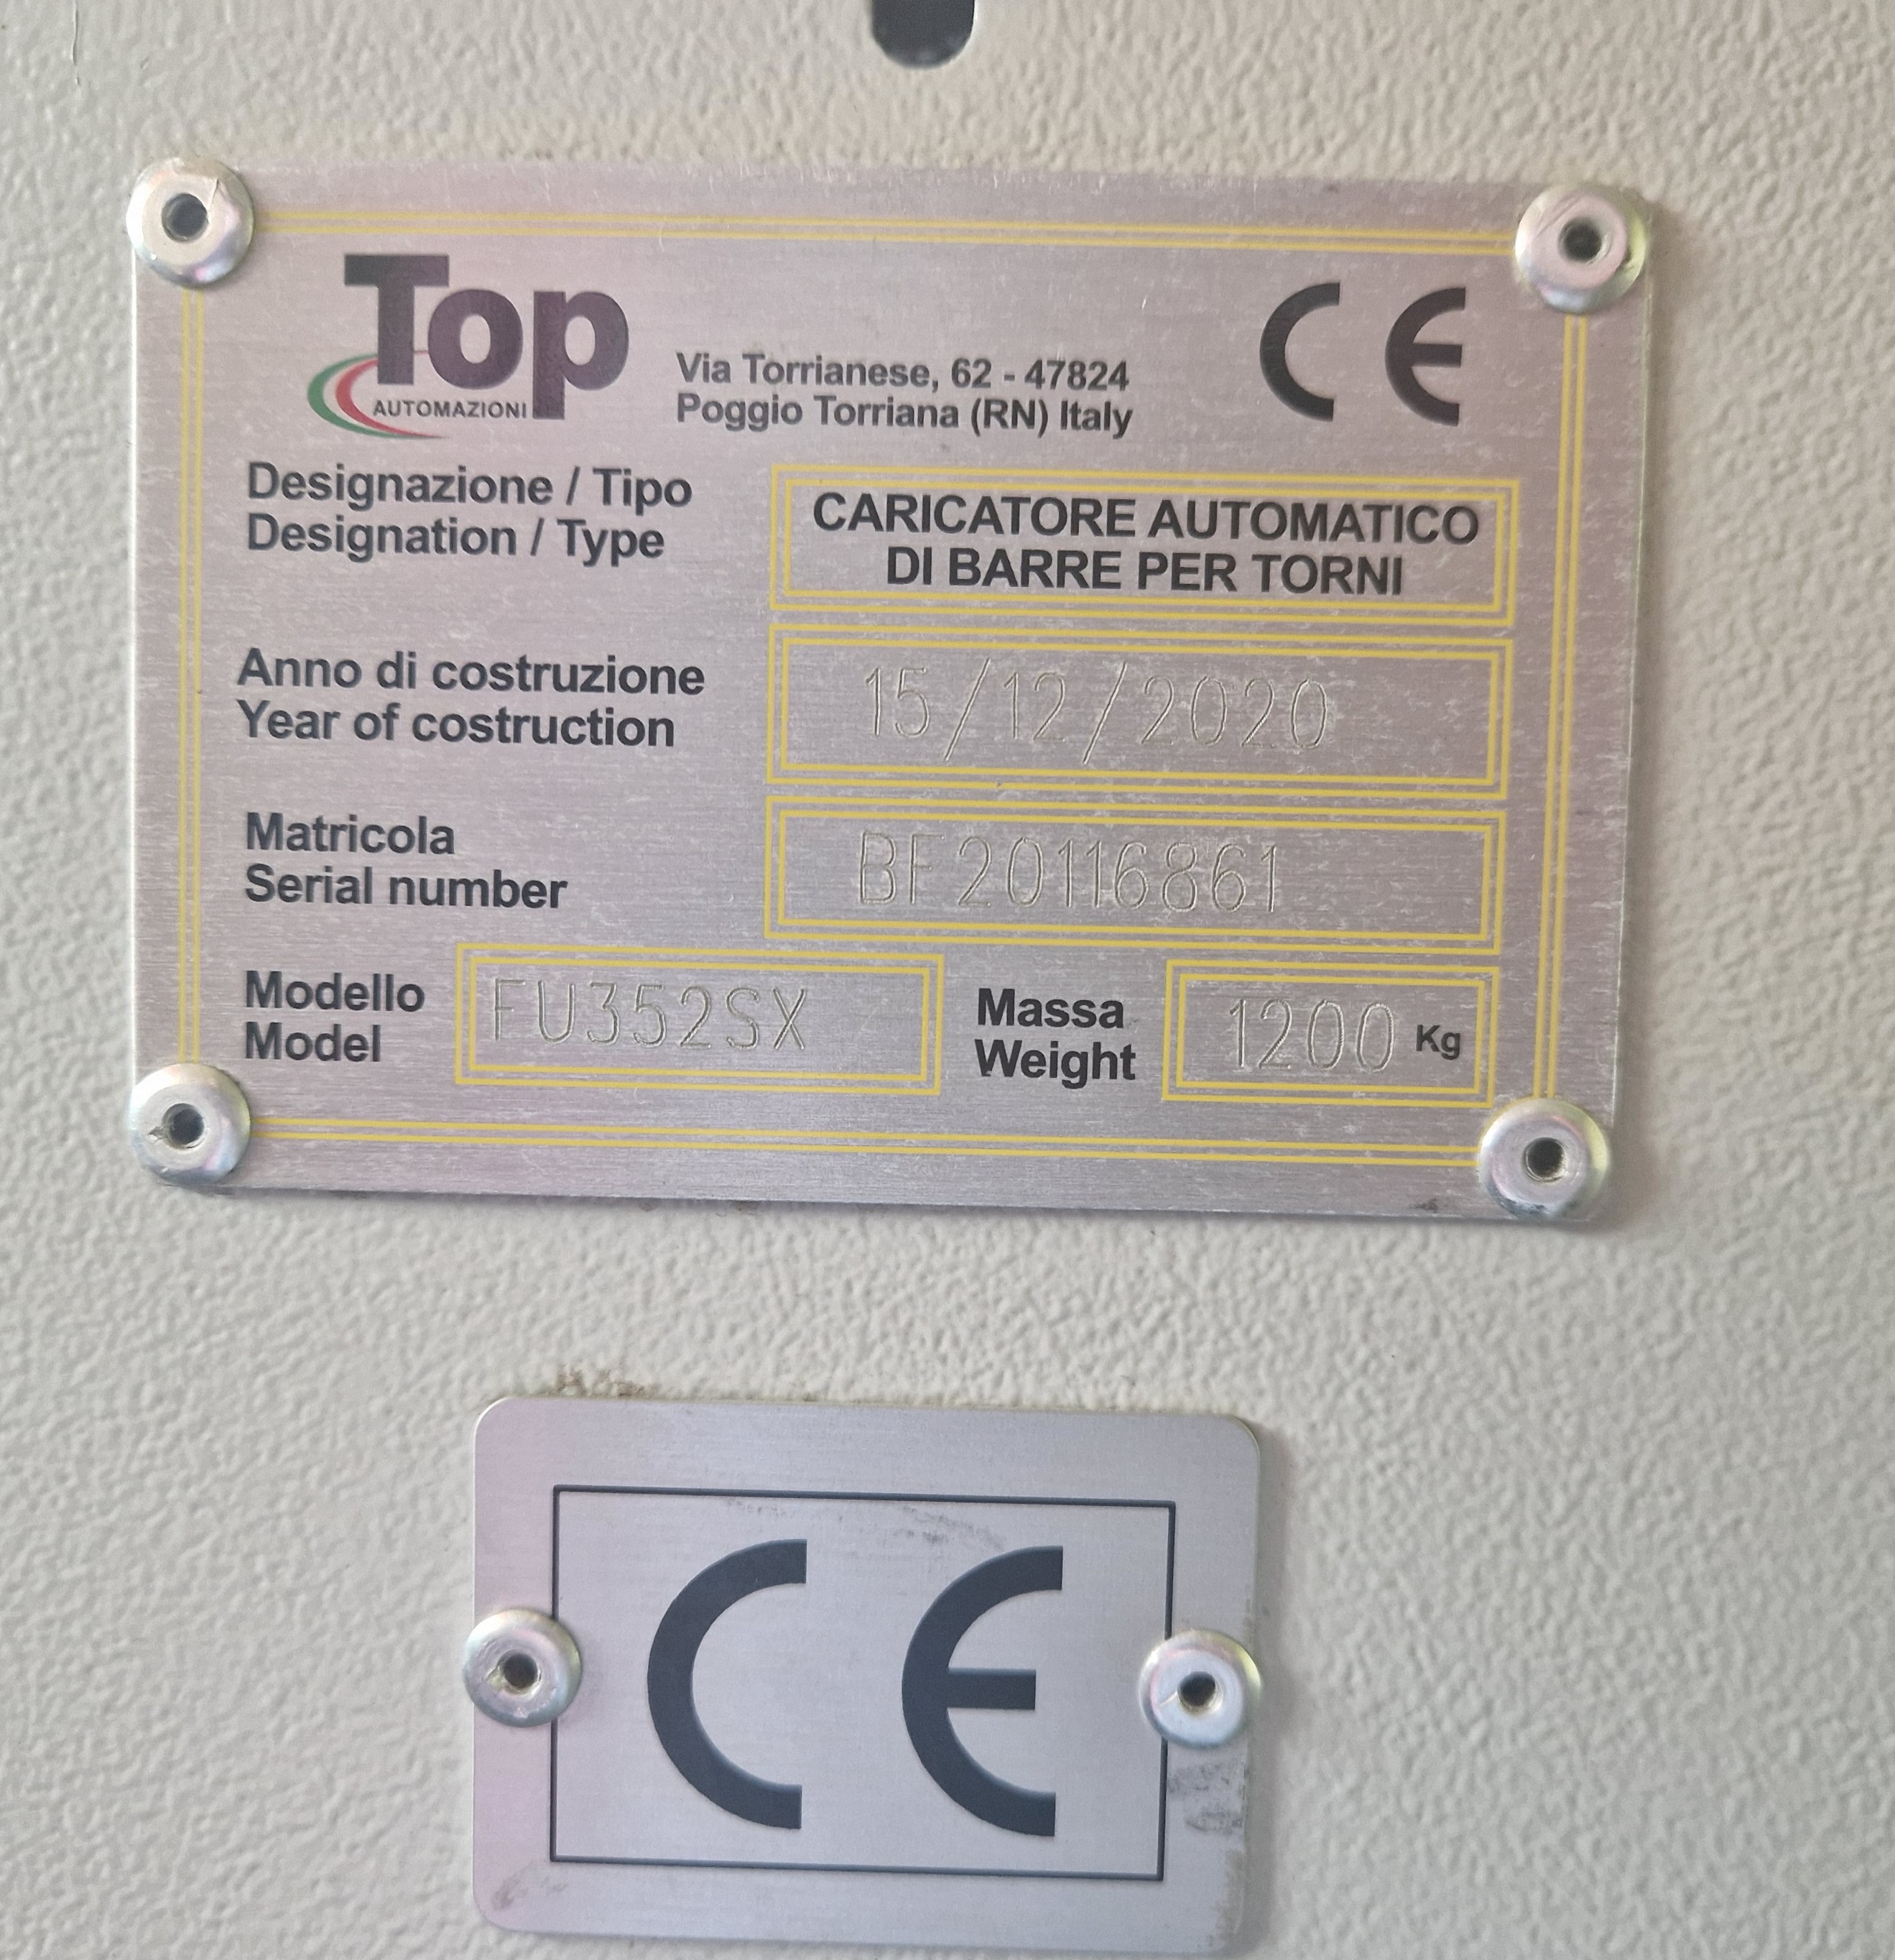 Top
AUTOMAZIONI
Via Torrianese, 62 - 47824
Poggio Torriana (RN) Italy
CE
Designazione / Tipo
Designation / Type
CARICATORE AUTOMATICO
DI BARRE PER TORNI
Anno di costruzione
Year of costruction
15/12/2020
Matricola
Serial number
BF20116861
Modello
Model
FU352SX
Massa
Weight
1200 Kg
CE